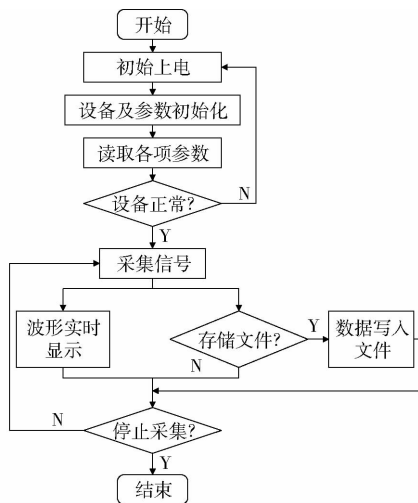 开始
初始上电
设备及参数初始化
读取各项参数
设备正常?
N
Y
采集信号
波形实时
显示
存储文件?
Y
数据写入
文件
N
N
停止采集?
Y
结束